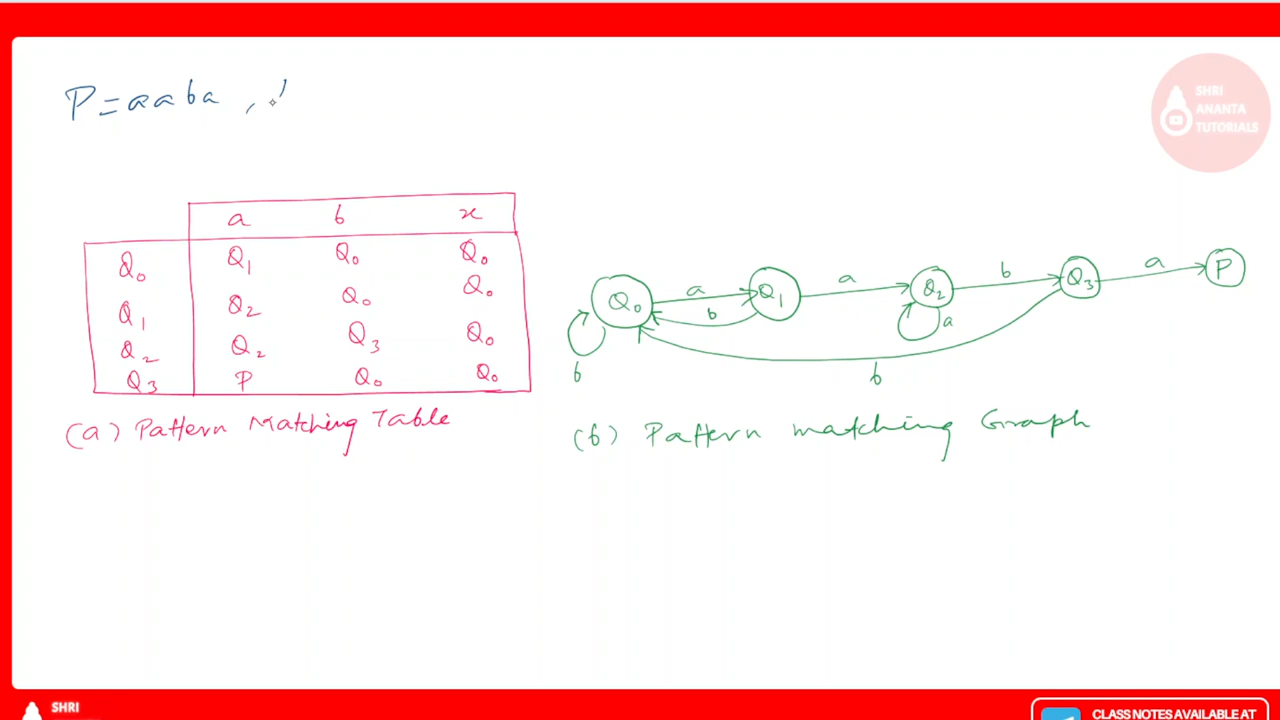 P = aaba ,
SHRI
ANANTA
TUTORIALS
a b x
Q0 Q1 Q0 Q0
Q1 Q2 Q0 Q0
Q2 Q2 Q3 Q0
Q3 P Q0 Q0
(a) Pattern Matching Table
Q0 a Q1 a Q2 b Q3 a P
b
a
b
b
(b) Pattern matching Graph
SHRI
CLASS NOTES AVAILABLE AT